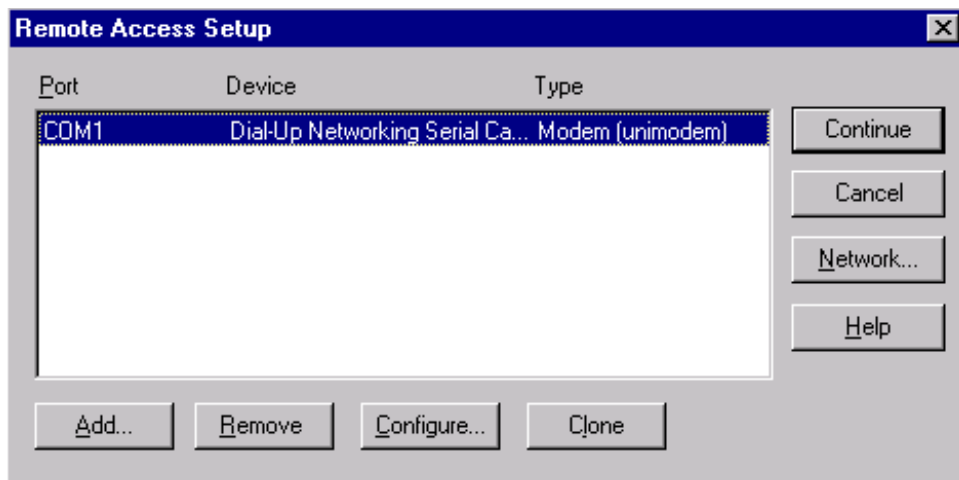 Remote Access Setup
Port Device Type
COM1 Dial-Up Networking Serial Ca... Modem (unimodem)
Continue
Cancel
Network...
Help
Add... Remove Configure... Clone